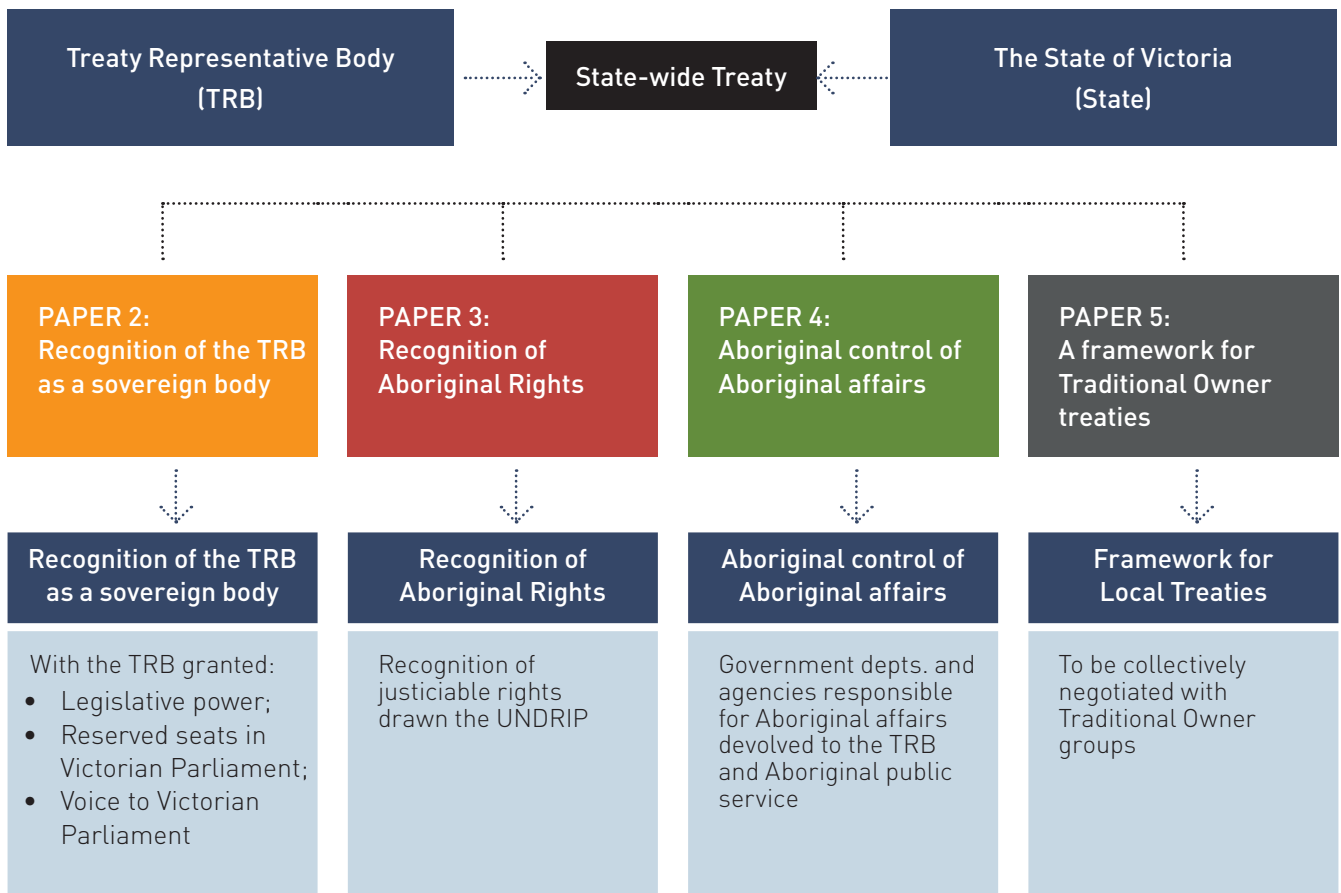 Treaty Representative Body
(TRB)
State-wide Treaty
The State of Victoria
(State)
PAPER 2:
Recognition of the TRB
as a sovereign body
PAPER 3:
Recognition of
Aboriginal Rights
PAPER 4:
Aboriginal control of
Aboriginal affairs
PAPER 5:
A framework for
Traditional Owner
treaties
Recognition of the TRB
as a sovereign body
Recognition of
Aboriginal Rights
Aboriginal control of
Aboriginal affairs
Framework for
Local Treaties
With the TRB granted:
• Legislative power;
• Reserved seats in
Victorian Parliament;
• Voice to Victorian
Parliament
Recognition of
justiciable rights
drawn the UNDRIP
Government depts. and
agencies responsible
for Aboriginal affairs
devolved to the TRB
and Aboriginal public
service
To be collectively
negotiated with
Traditional Owner
groups